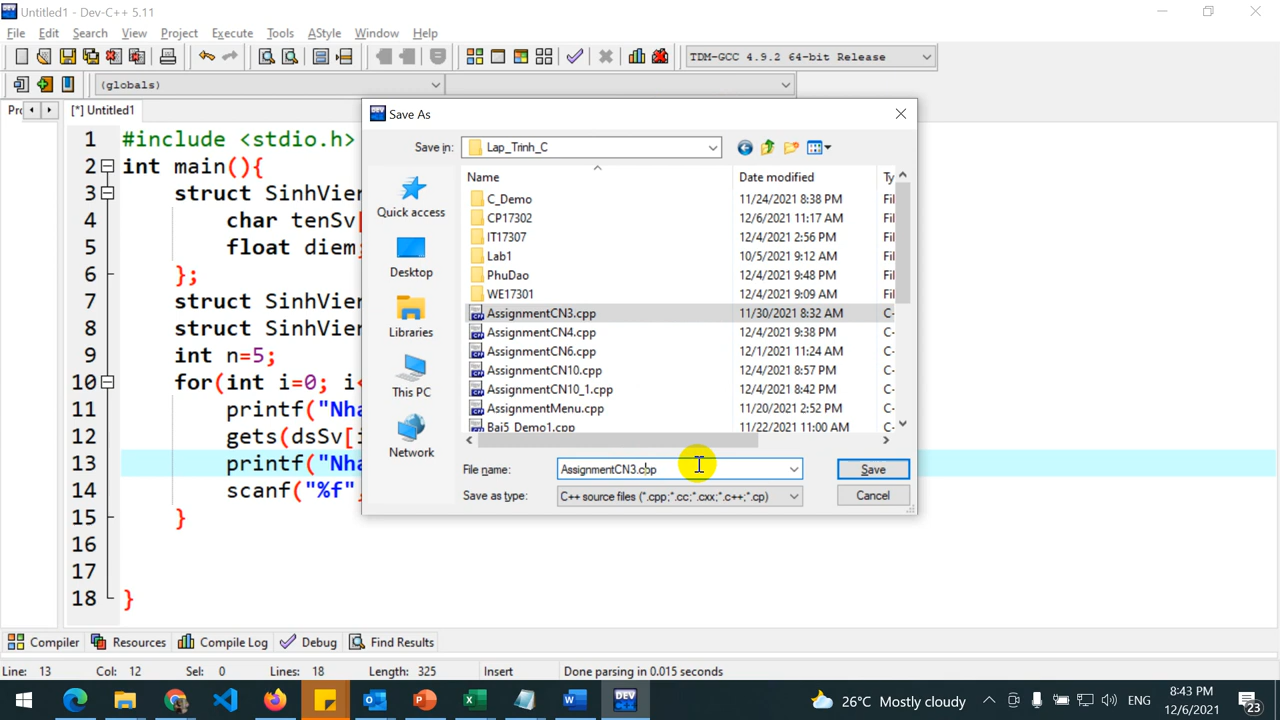 Untitled1 - Dev-C++ 5.11
File Edit Search View Project Execute Tools AStyle Window Help
TDM-GCC 4.9.2 64-bit Release
(globals)
[*] Untitled1
1 #include <stdio.h>
2 int main(){
3 struct SinhVien
4 char tenSv[
5 float diem;
6 };
7 struct SinhVien
8 struct SinhVien
9 int n=5;
10 for(int i=0; i<
11 printf("Nha
12 gets(dsSv[i
13 printf("Nha
14 scanf("%f",
15 }
16
17
18 }
Save As
Save in: Lap_Trinh_C
Quick access
Desktop
Libraries
This PC
Network
Name Date modified Ty
C_Demo 11/24/2021 8:38 PM Fil
CP17302 12/6/2021 11:17 AM Fil
IT17307 12/4/2021 2:56 PM Fil
Lab1 10/5/2021 9:12 AM Fil
PhuDao 12/4/2021 9:48 PM Fil
WE17301 12/4/2021 9:09 AM Fil
AssignmentCN3.cpp 11/30/2021 8:32 AM C-
AssignmentCN4.cpp 12/4/2021 9:38 PM C-
AssignmentCN6.cpp 12/1/2021 11:24 AM C-
AssignmentCN10.cpp 12/4/2021 8:57 PM C-
AssignmentCN10_1.cpp 12/4/2021 8:42 PM C-
AssignmentMenu.cpp 11/20/2021 2:52 PM C-
Bai5_Demo1.cpp 11/22/2021 11:00 AM C-
File name: AssignmentCN3.cpp Save
Save as type: C++ source files (*.cpp;*.cc;*.cxx;*.c++;*.cp) Cancel
Compiler Resources Compile Log Debug Find Results
Line: 13 Col: 12 Sel: 0 Lines: 18 Length: 325 Insert Done parsing in 0.015 seconds
26°C Mostly cloudy ENG
8:43 PM
12/6/2021
23